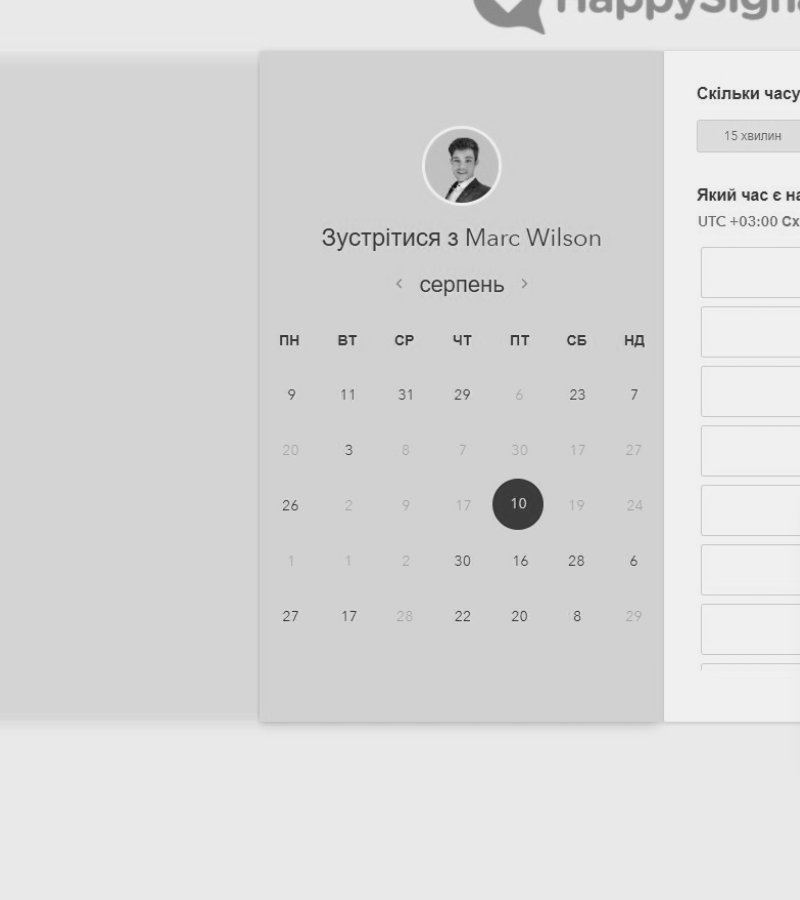 HappySigna
Зустрітися з Marc Wilson
серпень
ПН ВТ СР ЧТ ПТ СБ НД
9 11 31 29 6 23 7
20 3 8 7 30 17 27
26 2 9 17 10 19 24
1 1 2 30 16 28 6
27 17 28 22 20 8 29
Скільки часу
15 хвилин
Який час є на
UTC +03:00 Сх